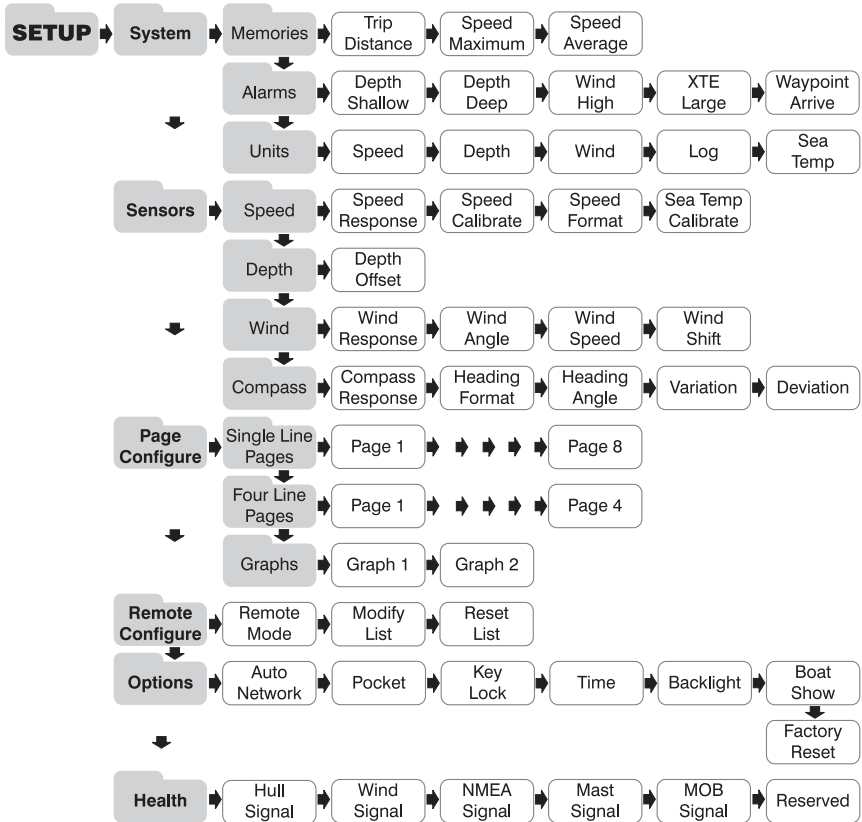 SETUP
System
Memories
Trip
Distance
Speed
Maximum
Speed
Average
Alarms
Depth
Shallow
Depth
Deep
Wind
High
XTE
Large
Waypoint
Arrive
Units
Speed
Depth
Wind
Log
Sea
Temp
Sensors
Speed
Speed
Response
Speed
Calibrate
Speed
Format
Sea Temp
Calibrate
Depth
Depth
Offset
Wind
Wind
Response
Wind
Angle
Wind
Speed
Wind
Shift
Compass
Compass
Response
Heading
Format
Heading
Angle
Variation
Deviation
Page
Configure
Single Line
Pages
Page 1
Page 8
Four Line
Pages
Page 1
Page 4
Graphs
Graph 1
Graph 2
Remote
Configure
Remote
Mode
Modify
List
Reset
List
Options
Auto
Network
Pocket
Key
Lock
Time
Backlight
Boat
Show
Factory
Reset
Health
Hull
Signal
Wind
Signal
NMEA
Signal
Mast
Signal
MOB
Signal
Reserved